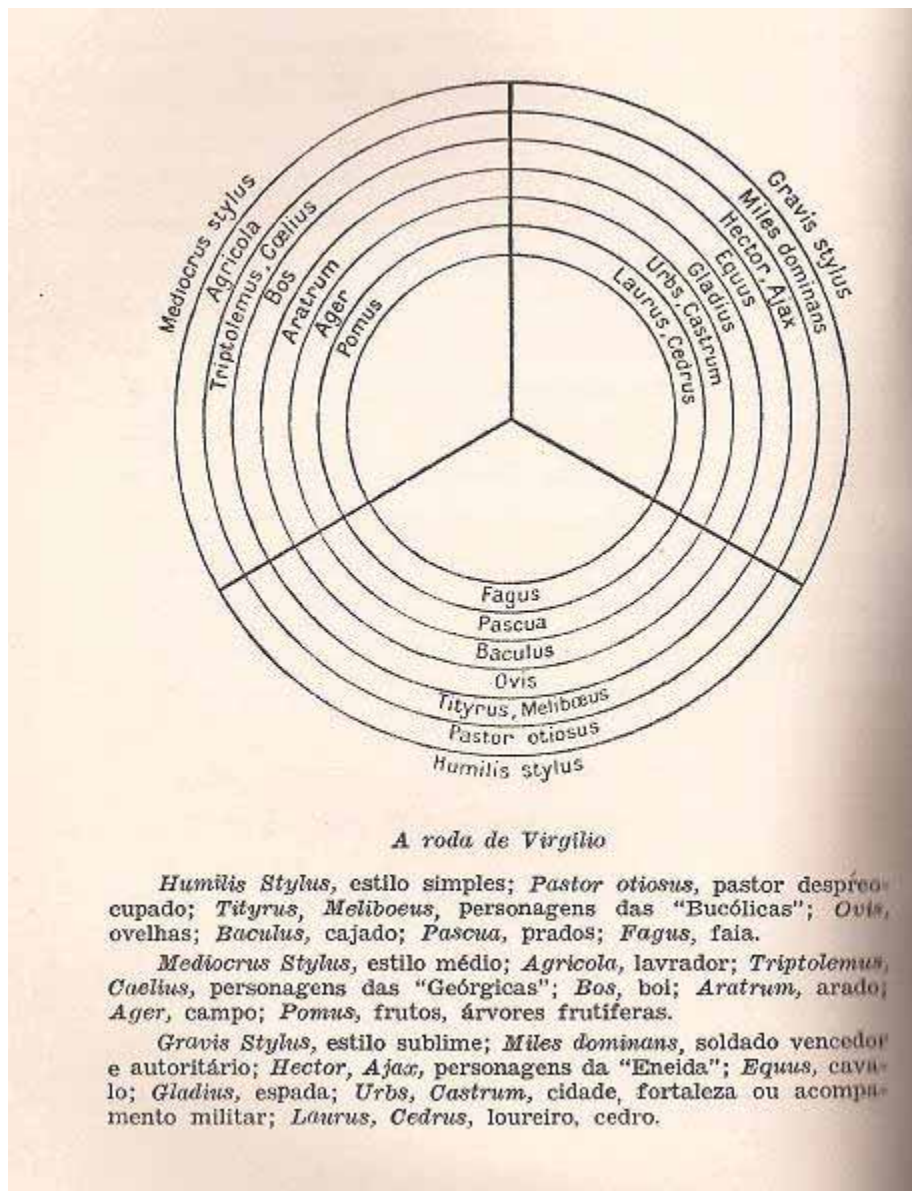 Mediocrus stylus
Agricola
Triptolemus, Cœlius
Bos
Aratrum
Ager
Pomus
Gravis stylus
Miles dominans
Hector, Ajax
Equus
Gladius
Urbs, Castrum
Laurus, Cedrus
Fagus
Pascua
Baculus
Ovis
Tityrus, Melibœus
Pastor otiosus
Humilis stylus
A roda de Virgílio
Humilis Stylus, estilo simples; Pastor otiosus, pastor despreo-
cupado; Tityrus, Meliboeus, personagens das “Bucólicas”; Ovis,
ovelhas; Baculus, cajado; Pascua, prados; Fagus, faia.
Mediocrus Stylus, estilo médio; Agricola, lavrador; Triptolemus,
Caelius, personagens das “Geórgicas”; Bos, boi; Aratrum, arado;
Ager, campo; Pomus, frutos, árvores frutíferas.
Gravis Stylus, estilo sublime; Miles dominans, soldado vencedor
e autoritário; Hector, Ajax, personagens da “Eneida”; Equus, cava-
lo; Gladius, espada; Urbs, Castrum, cidade, fortaleza ou acompa-
mento militar; Laurus, Cedrus, loureiro, cedro.